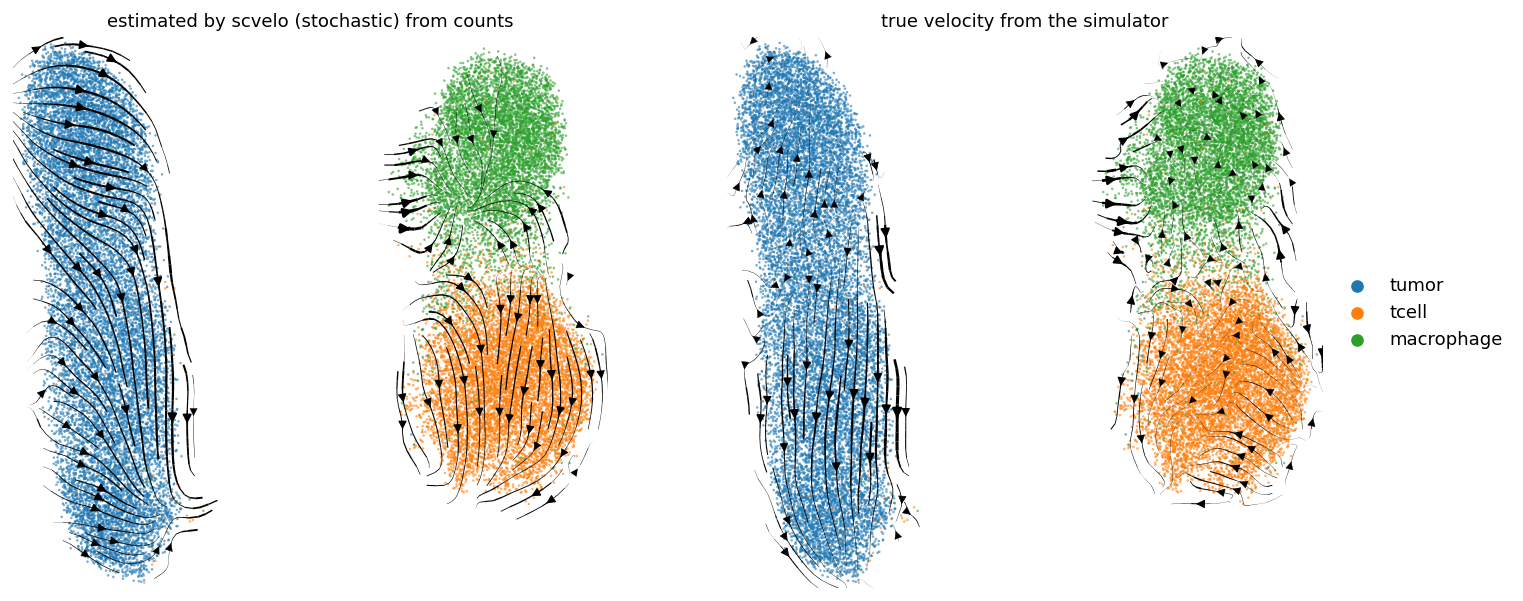 estimated by scvelo (stochastic) from counts
true velocity from the simulator
tumor
tcell
macrophage